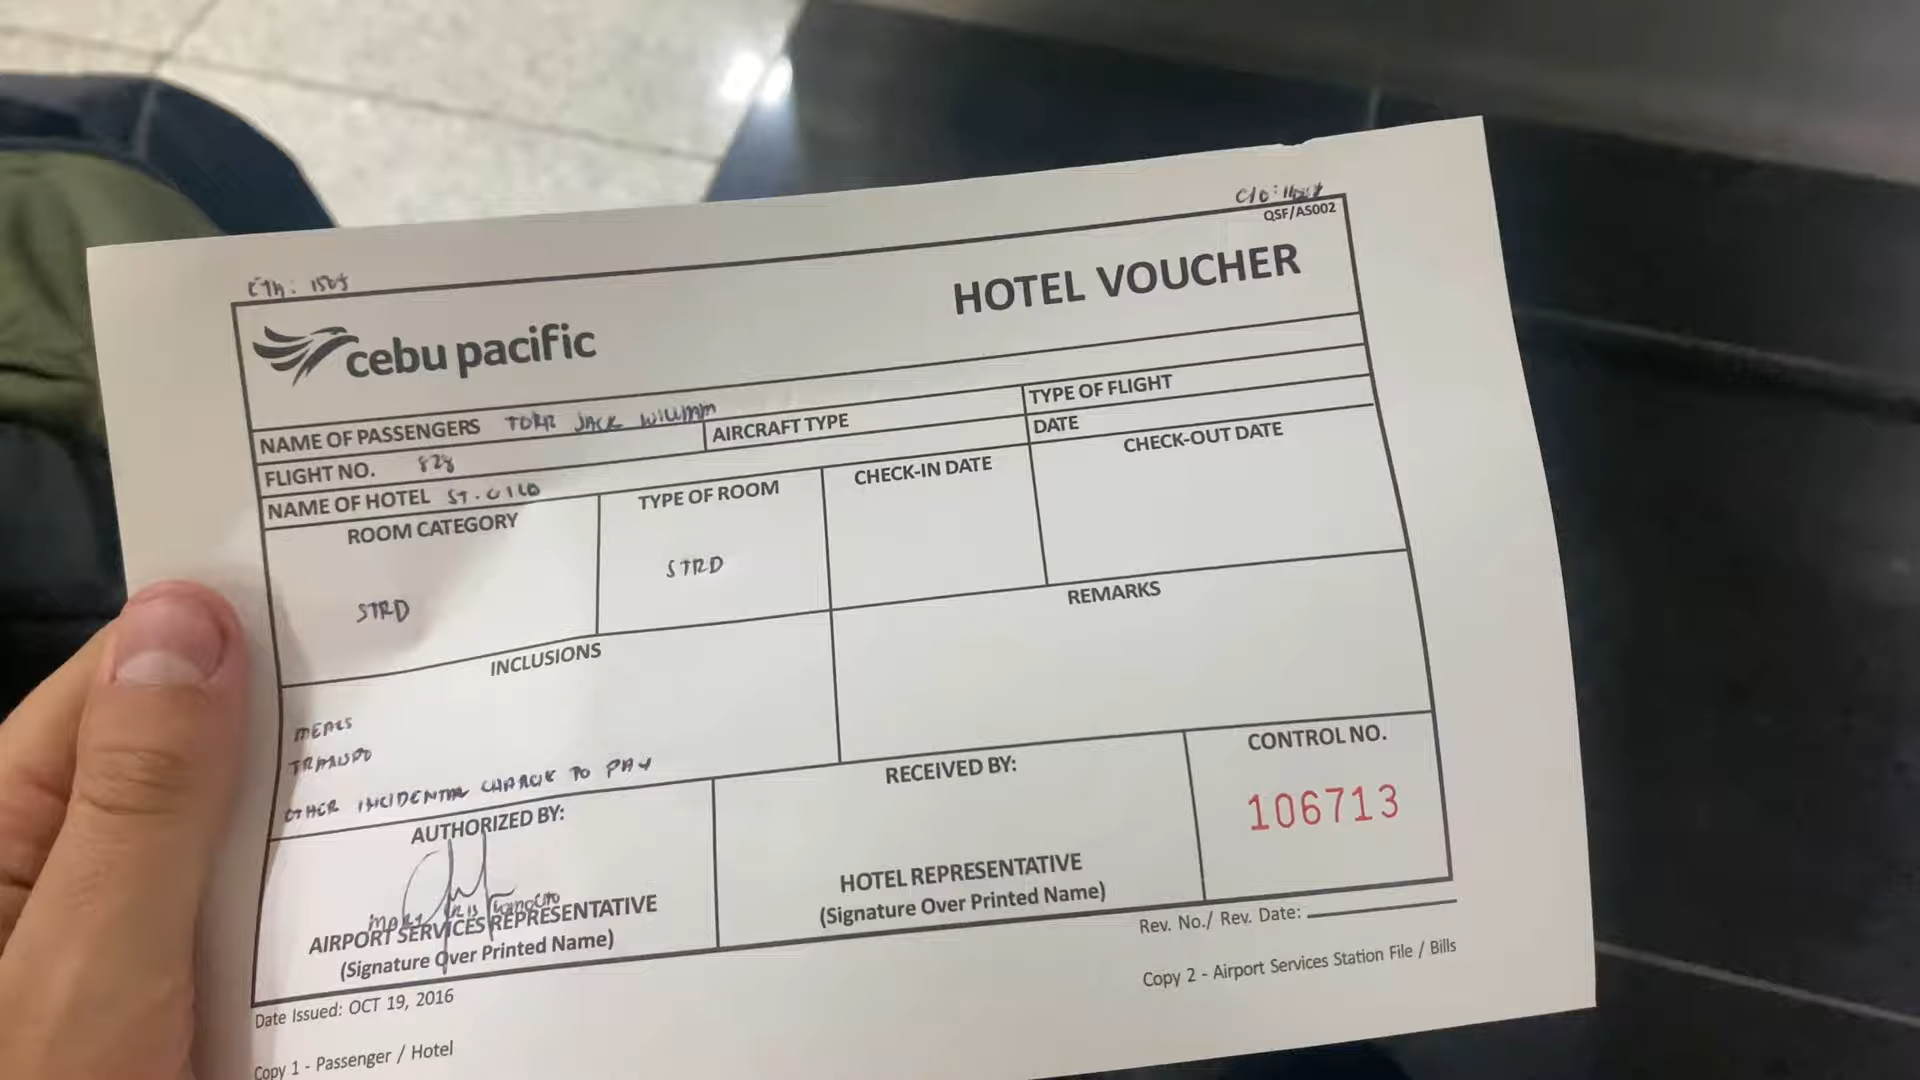 C/O:
QSF/AS002
ETA: 1505
HOTEL VOUCHER
cebu pacific
NAME OF PASSENGERS TORR JACK WILLIAM
AIRCRAFT TYPE
TYPE OF FLIGHT
FLIGHT NO. 828
DATE
NAME OF HOTEL ST.
ROOM CATEGORY
TYPE OF ROOM
CHECK-IN DATE
CHECK-OUT DATE
STRD
STRD
INCLUSIONS
REMARKS
MEALS
OTHER INCIDENTAL CHARGE TO PAX
AUTHORIZED BY:
RECEIVED BY:
CONTROL NO.
106713
AIRPORT SERVICES REPRESENTATIVE
(Signature Over Printed Name)
HOTEL REPRESENTATIVE
(Signature Over Printed Name)
Date Issued: OCT 19, 2016
Rev. No./ Rev. Date:
Copy 1 - Passenger / Hotel
Copy 2 - Airport Services Station File / Bills